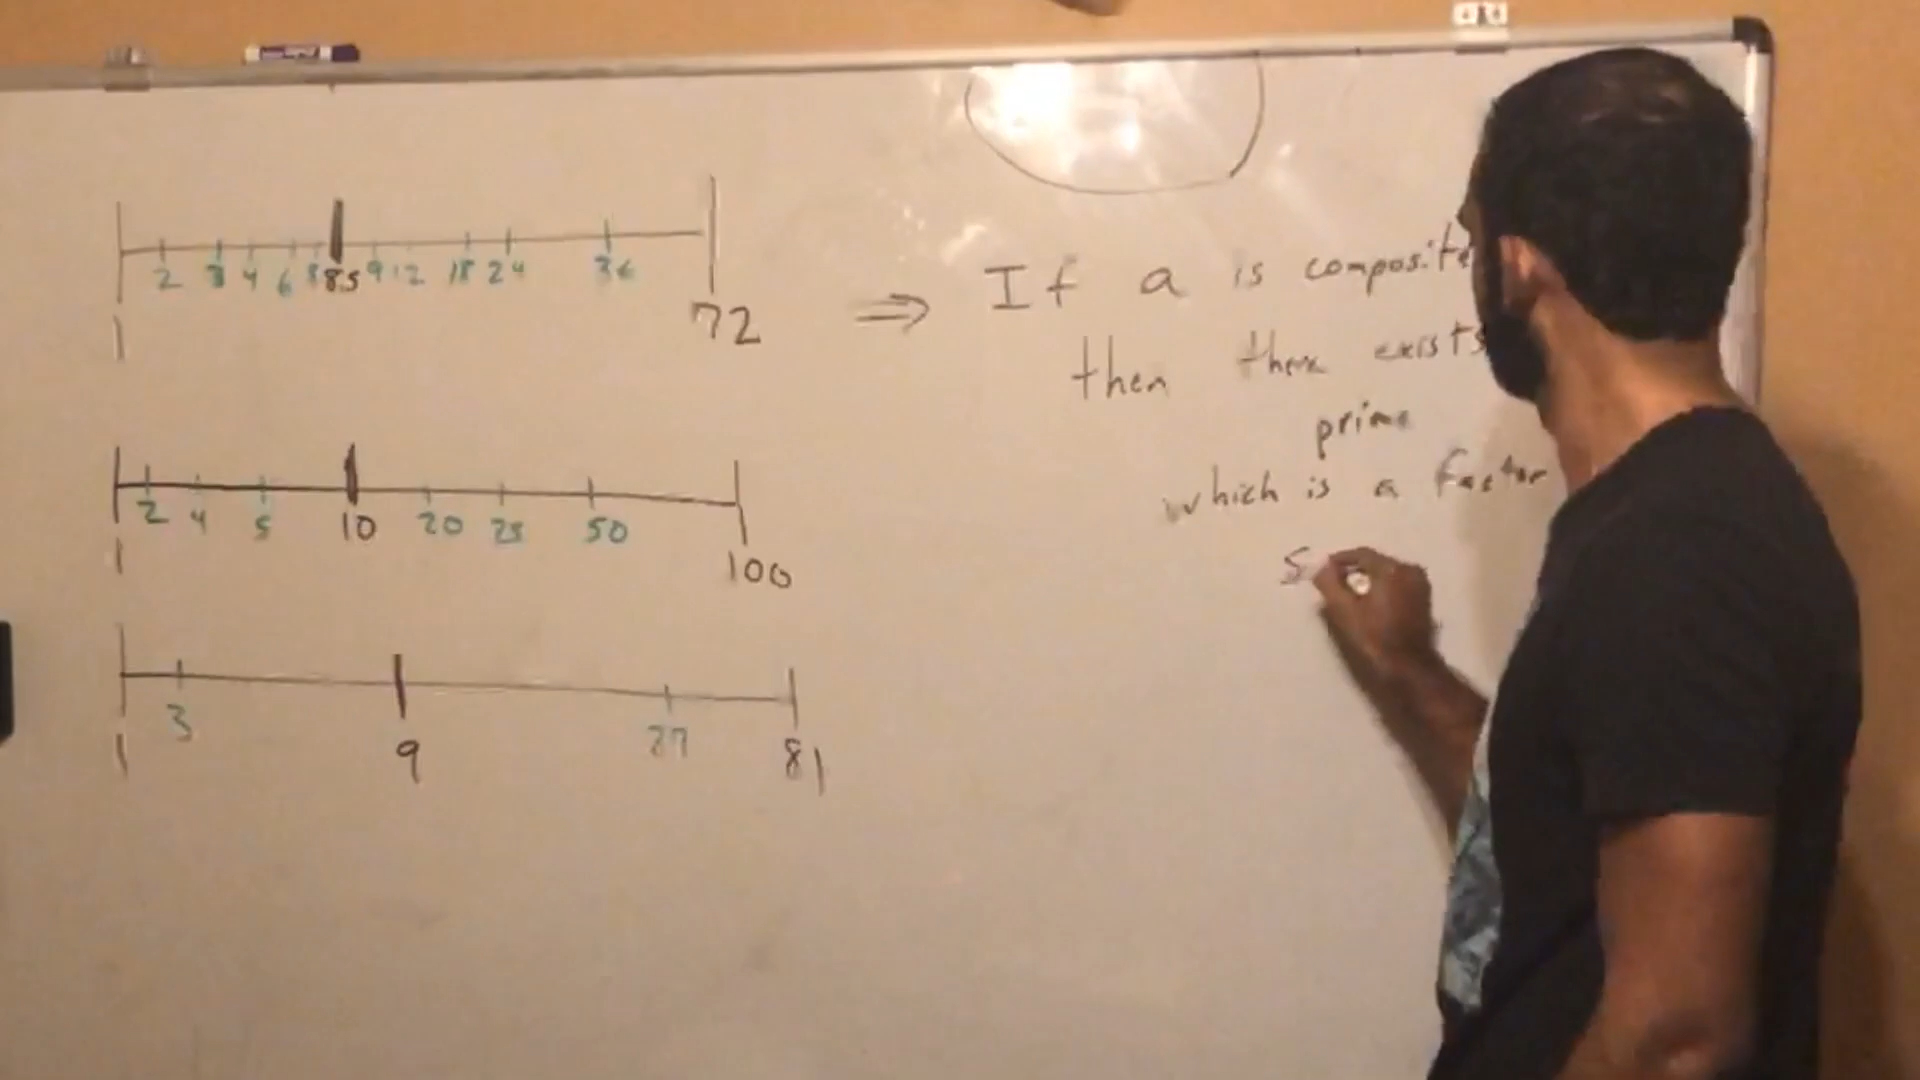 2 3 4 6 8 8.5 9 12 18 24 36
1 72
2 4 5 10 20 25 50
1 100
3 9 27 81
1
⇒ If a is composite
then there exists
prime
which is a factor
S